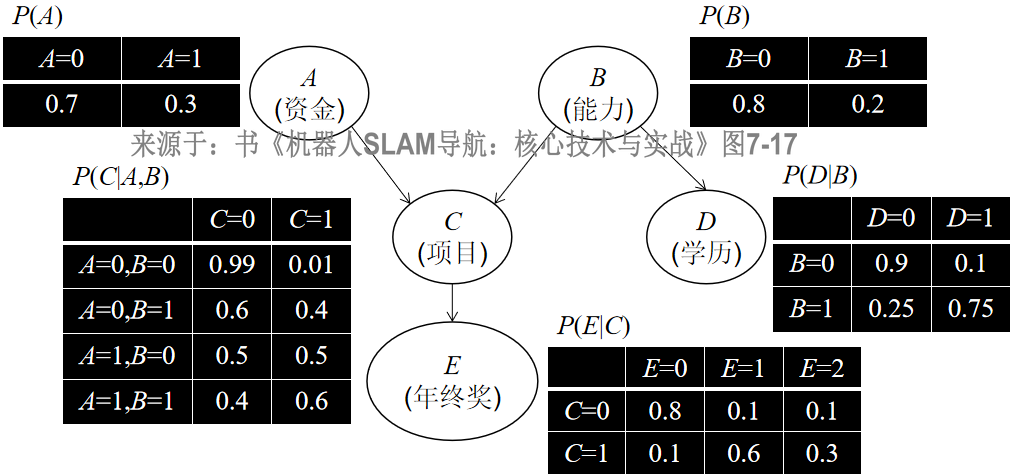 P(A)
A=0 A=1
0.7 0.3
A
(资金)
B
(能力)
P(B)
B=0 B=1
0.8 0.2
来源于：书《机器人SLAM导航：核心技术与实战》图7-17
P(C|A,B)
C=0 C=1
A=0,B=0 0.99 0.01
A=0,B=1 0.6 0.4
A=1,B=0 0.5 0.5
A=1,B=1 0.4 0.6
C
(项目)
D
(学历)
P(D|B)
D=0 D=1
B=0 0.9 0.1
B=1 0.25 0.75
E
(年终奖)
P(E|C)
E=0 E=1 E=2
C=0 0.8 0.1 0.1
C=1 0.1 0.6 0.3